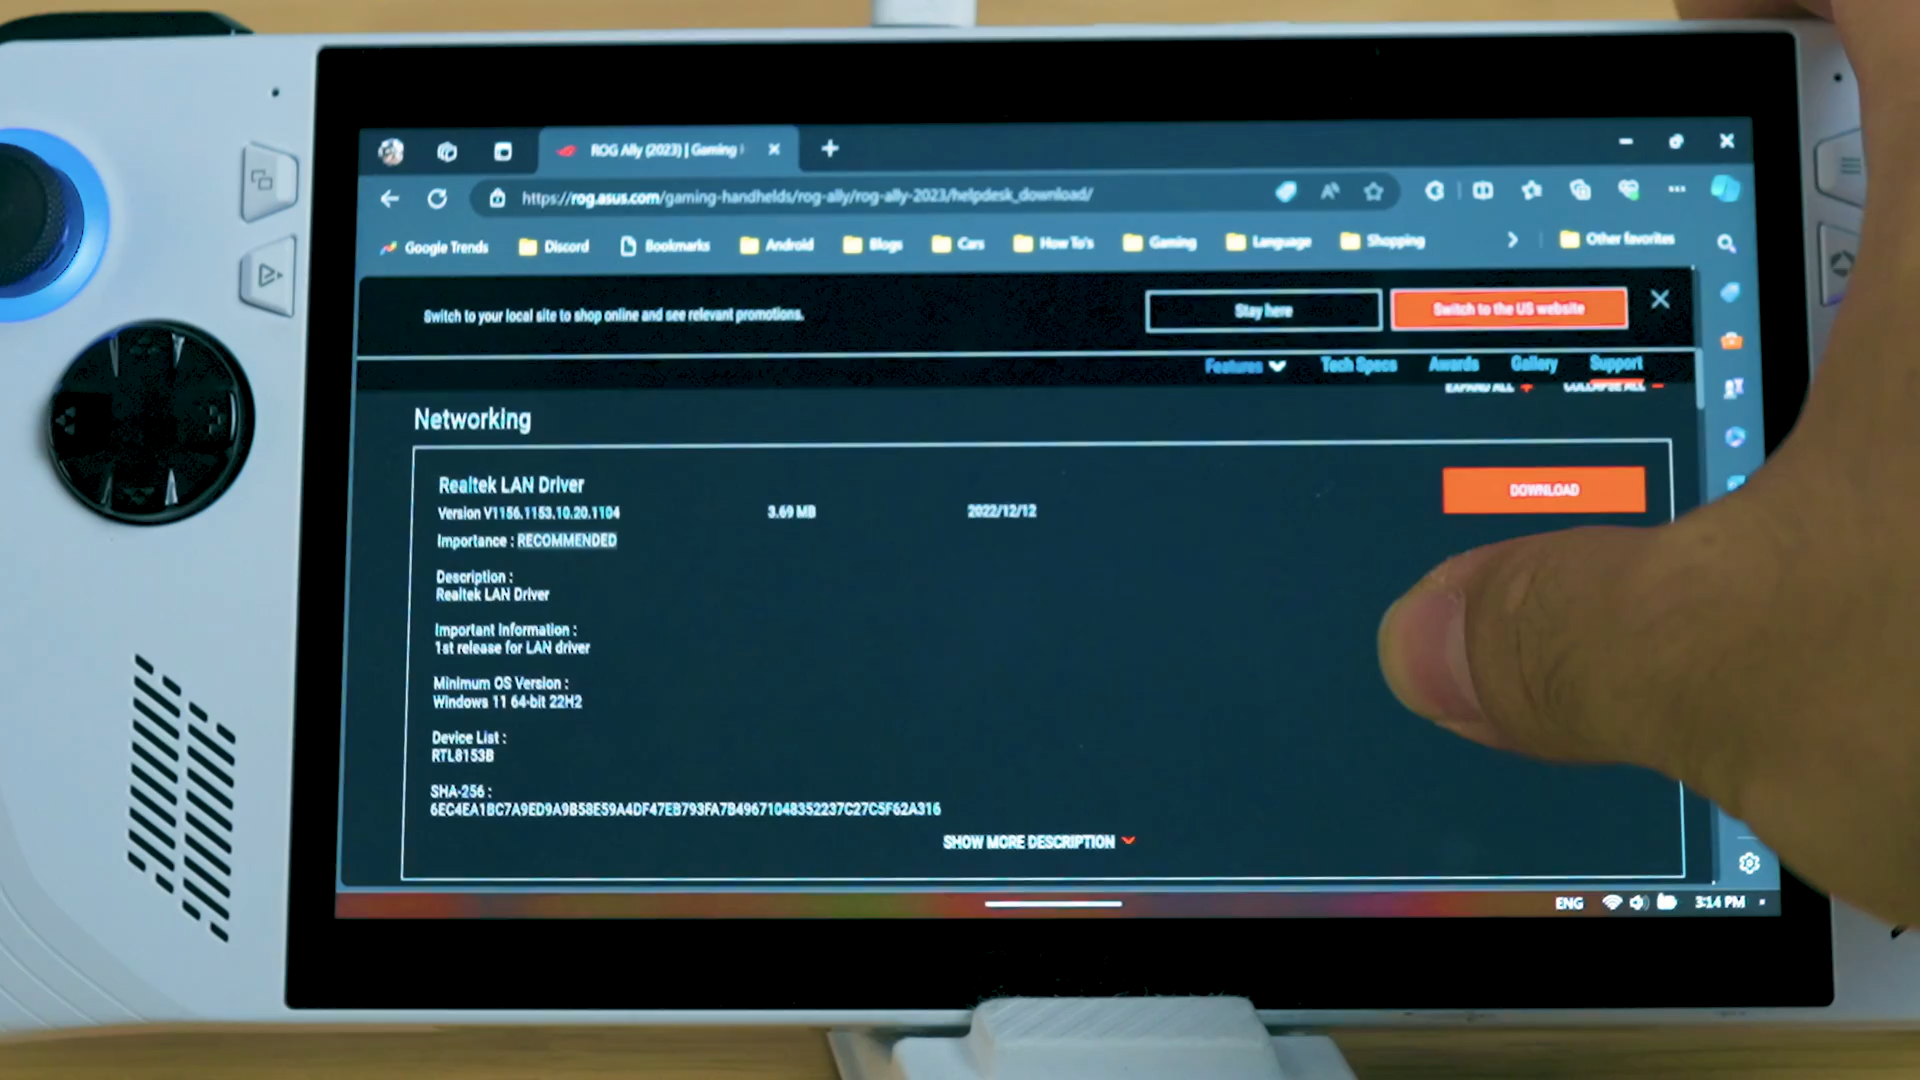 ROG Ally (2023) | Gaming
https://rog.asus.com/gaming-handhelds/rog-ally/rog-ally-2023/helpdesk_download/
Google Trends
Discord
Bookmarks
Android
Blogs
Cars
How To's
Gaming
Language
Shopping
Other favorites
Switch to your local site to shop online and see relevant promotions.
Stay here
Switch to the US website
Features
Tech Specs
Awards
Gallery
Support
EXPAND ALL
COLLAPSE ALL
Networking
Realtek LAN Driver
DOWNLOAD
Version V1156.1153.10.20.1104
3.69 MB
2022/12/12
Importance : RECOMMENDED
Description :
Realtek LAN Driver
Important Information :
1st release for LAN driver
Minimum OS Version :
Windows 11 64-bit 22H2
Device List :
RTL8153B
SHA-256 :
6EC4EA1BC7A9ED9A9B58E59A4DF47EB793FA7B49671048352237C27C5F62A316
SHOW MORE DESCRIPTION
ENG
3:14 PM